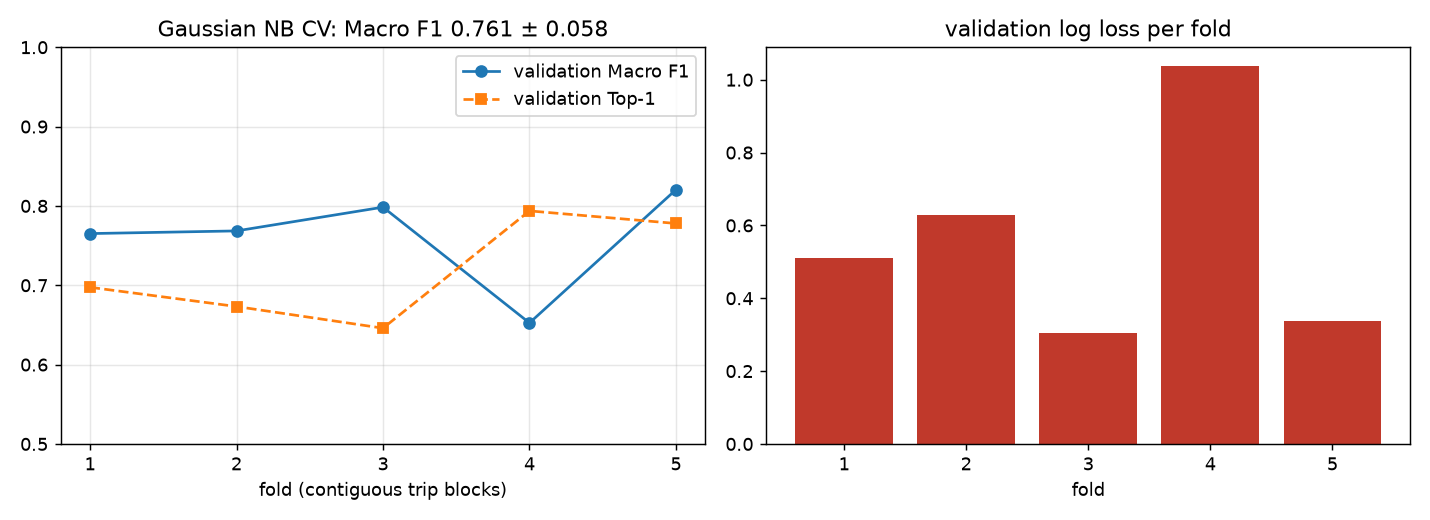 Gaussian NB CV: Macro F1 0.761 ± 0.058
1.0
0.9
0.8
0.7
0.6
0.5
validation Macro F1
validation Top-1
1 2 3 4 5
fold (contiguous trip blocks)
validation log loss per fold
1.0
0.8
0.6
0.4
0.2
0.0
1 2 3 4 5
fold